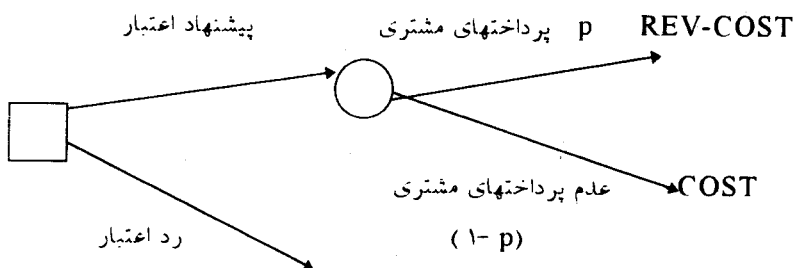 پیشنهاد اعتبار
پرداختهای مشتری p REV-COST
عدم پرداختهای مشتری COST
رد اعتبار
(۱- p)